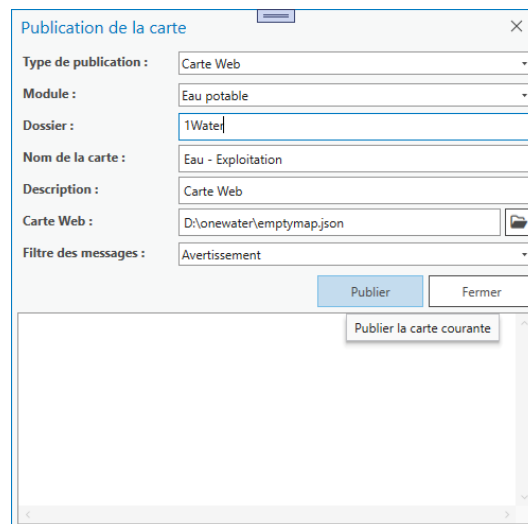 Publication de la carte
Type de publication : Carte Web
Module : Eau potable
Dossier : 1Water
Nom de la carte : Eau - Exploitation
Description : Carte Web
Carte Web : D:\onewater\emptymap.json
Filtre des messages : Avertissement
Publier Fermer
Publier la carte courante